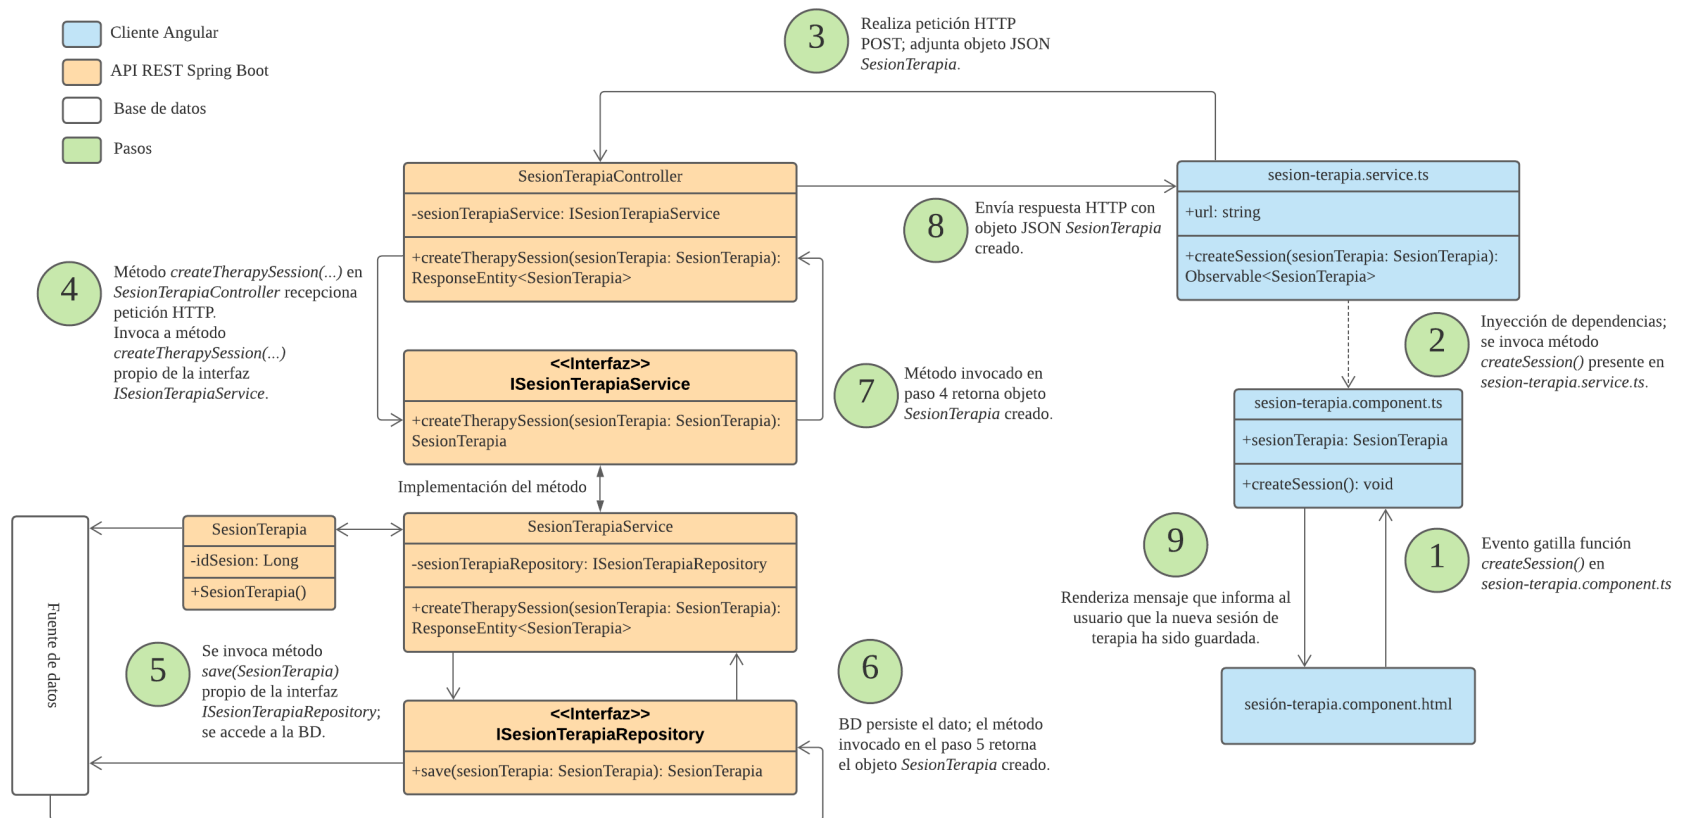 Cliente Angular
API REST Spring Boot
Base de datos
Pasos
3
Realiza petición HTTP
POST; adjunta objeto JSON
SesionTerapia.
SesionTerapiaController
-sesionTerapiaService: ISesionTerapiaService
+createTherapySession(sesionTerapia: SesionTerapia):
ResponseEntity<SesionTerapia>
8
Envía respuesta HTTP con
objeto JSON SesionTerapia
creado.
sesion-terapia.service.ts
+url: string
+createSession(sesionTerapia: SesionTerapia):
Observable<SesionTerapia>
4
Método createTherapySession(...) en
SesionTerapiaController recepciona
petición HTTP.
Invoca a método
createTherapySession(...)
propio de la interfaz
ISesionTerapiaService.
<<Interfaz>>
ISesionTerapiaService
+createTherapySession(sesionTerapia: SesionTerapia):
SesionTerapia
7
Método invocado en
paso 4 retorna objeto
SesionTerapia creado.
2
Inyección de dependencias;
se invoca método
createSession() presente en
sesion-terapia.service.ts.
sesion-terapia.component.ts
+sesionTerapia: SesionTerapia
+createSession(): void
Implementación del método
Fuente de datos
SesionTerapia
-idSesion: Long
+SesionTerapia()
SesionTerapiaService
-sesionTerapiaRepository: ISesionTerapiaRepository
+createTherapySession(sesionTerapia: SesionTerapia):
ResponseEntity<SesionTerapia>
9
Renderiza mensaje que informa al
usuario que la nueva sesión de
terapia ha sido guardada.
1
Evento gatilla función
createSession() en
sesion-terapia.component.ts
5
Se invoca método
save(SesionTerapia)
propio de la interfaz
ISesionTerapiaRepository;
se accede a la BD.
<<Interfaz>>
ISesionTerapiaRepository
+save(sesionTerapia: SesionTerapia): SesionTerapia
6
BD persiste el dato; el método
invocado en el paso 5 retorna
el objeto SesionTerapia creado.
sesión-terapia.component.html